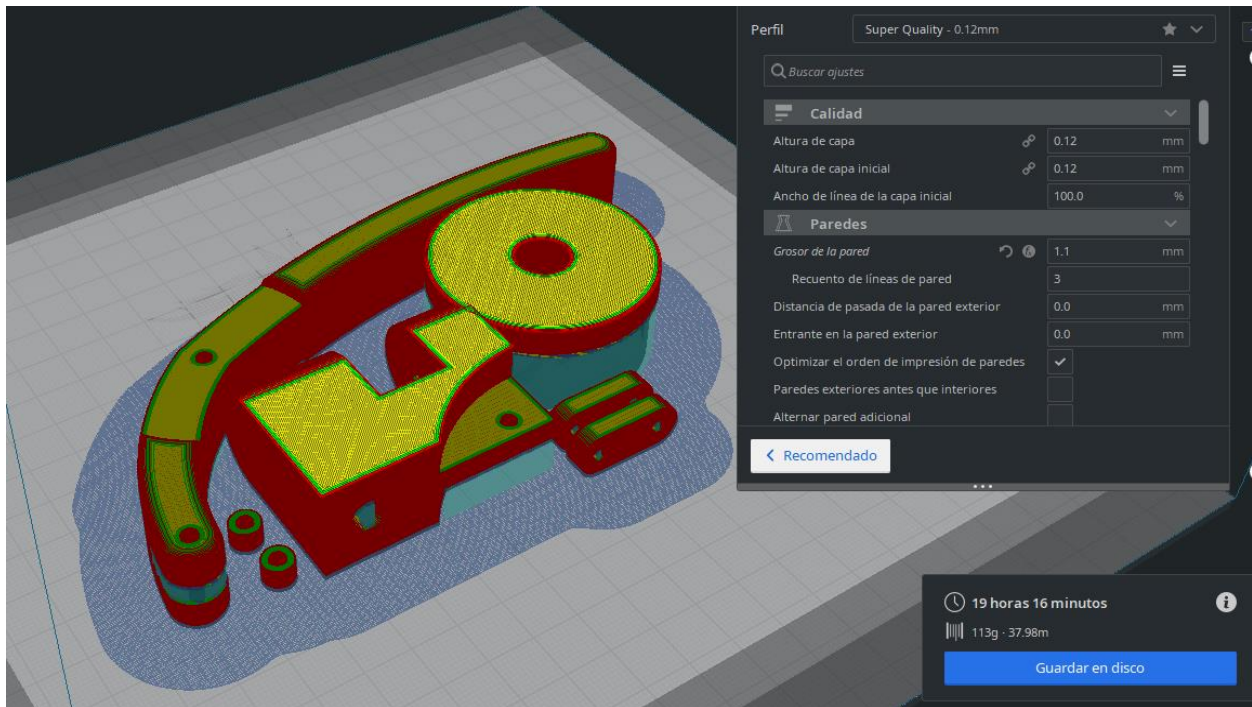 Perfil Super Quality - 0.12mm
Buscar ajustes
Calidad
Altura de capa 0.12 mm
Altura de capa inicial 0.12 mm
Ancho de línea de la capa inicial 100.0 %
Paredes
Grosor de la pared 1.1 mm
Recuento de líneas de pared 3
Distancia de pasada de la pared exterior 0.0 mm
Entrante en la pared exterior 0.0 mm
Optimizar el orden de impresión de paredes
Paredes exteriores antes que interiores
Alternar pared adicional
Recomendado
19 horas 16 minutos
113g · 37.98m
Guardar en disco